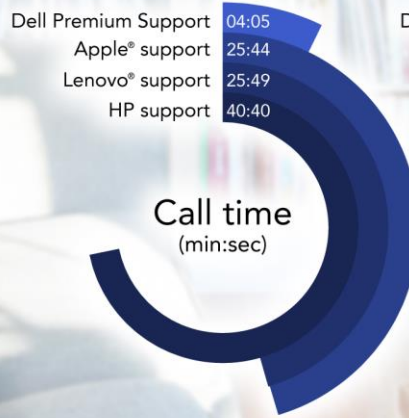 Dell Premium Support 04:05
Apple® support 25:44
Lenovo® support 25:49
HP support 40:40
Call time
(min:sec)
D